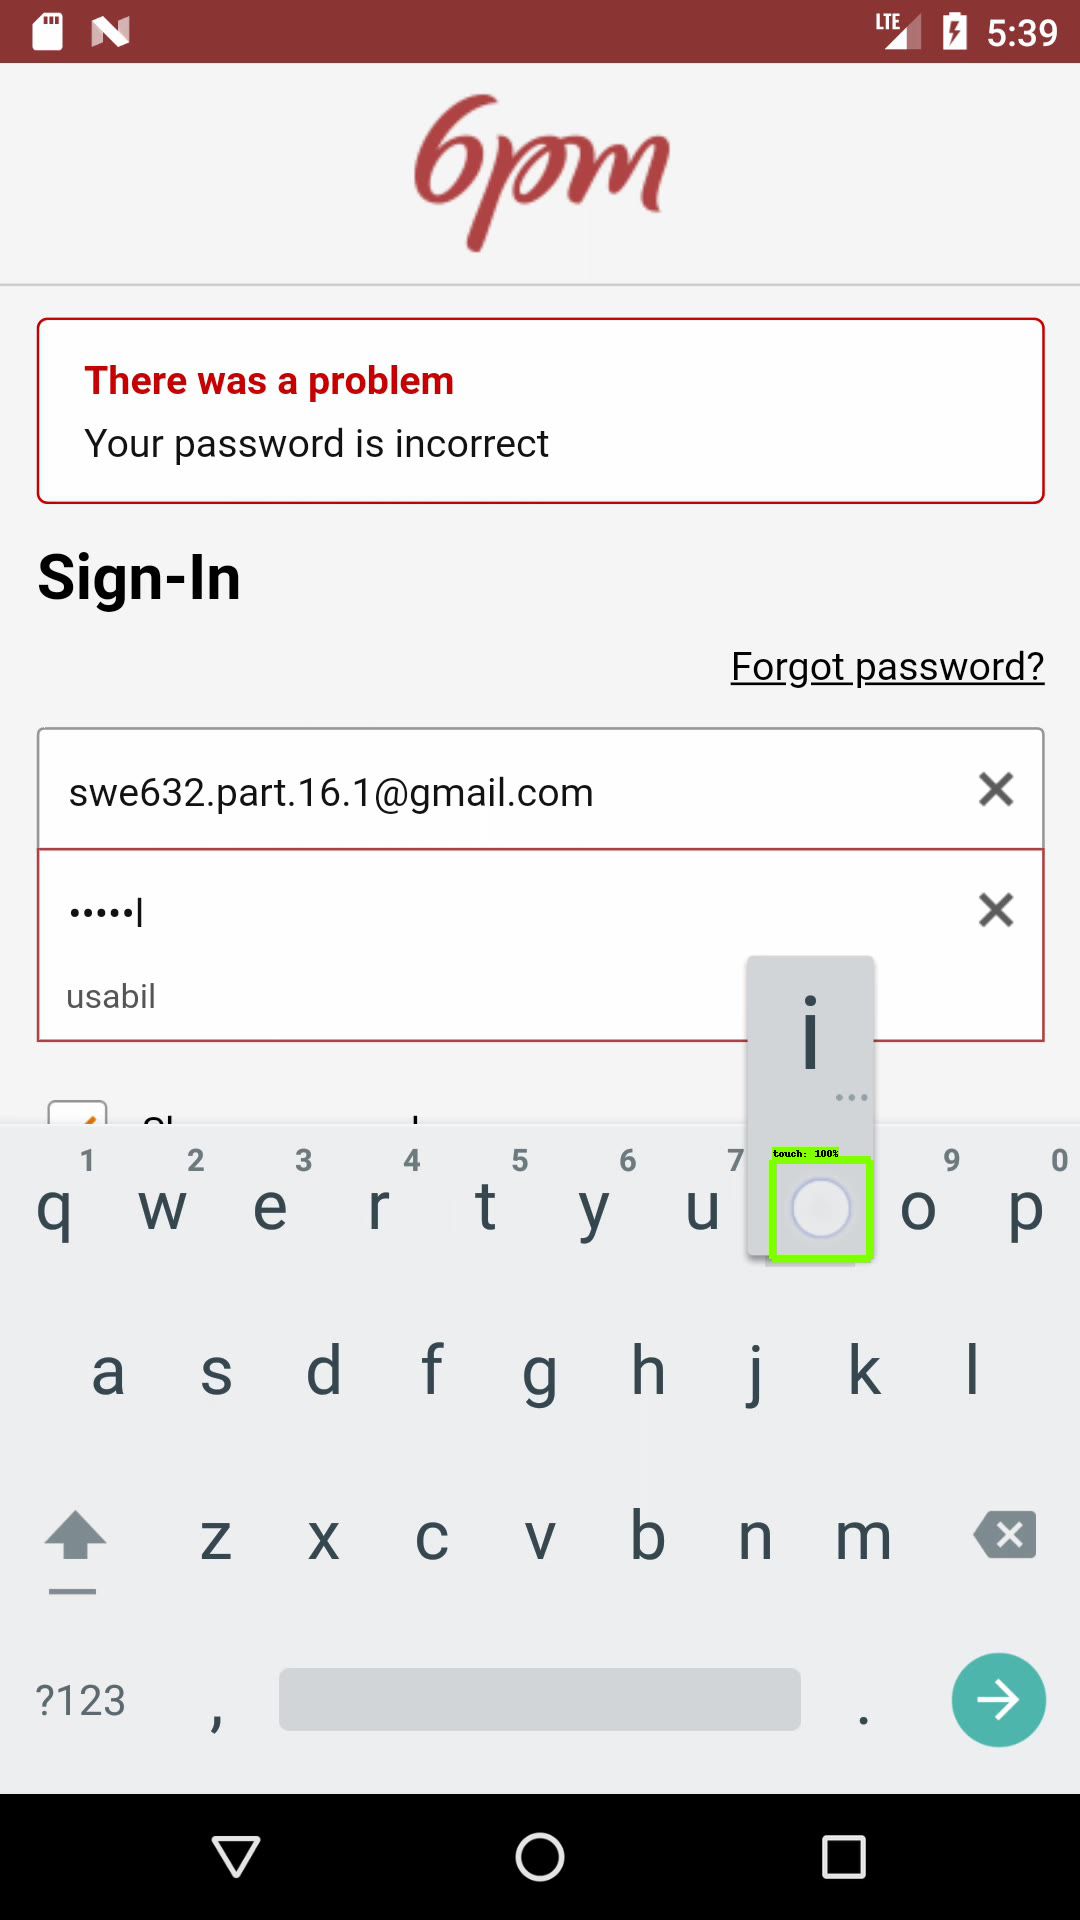 LTE 5:39
6pm
There was a problem
Your password is incorrect
Sign-In
Forgot password?
swe632.part.16.1@gmail.com
•••••
usabil
i
...
touch: 100%
1 2 3 4 5 6 7 9 0
q w e r t y u o p
a s d f g h j k l
z x c v b n m
?123 , .